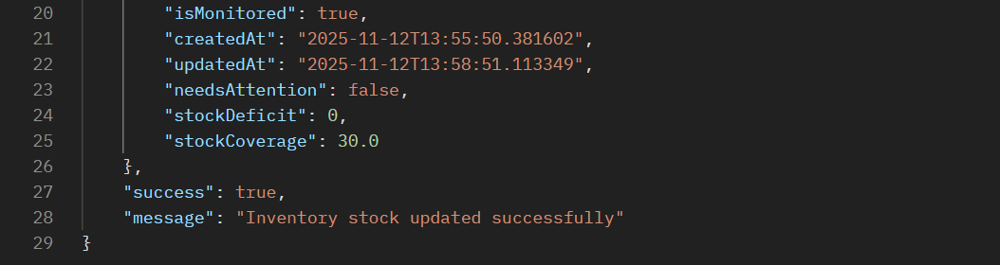 20 "isMonitored": true,
21 "createdAt": "2025-11-12T13:55:50.381602",
22 "updatedAt": "2025-11-12T13:58:51.113349",
23 "needsAttention": false,
24 "stockDeficit": 0,
25 "stockCoverage": 30.0
26 },
27 "success": true,
28 "message": "Inventory stock updated successfully"
29 }